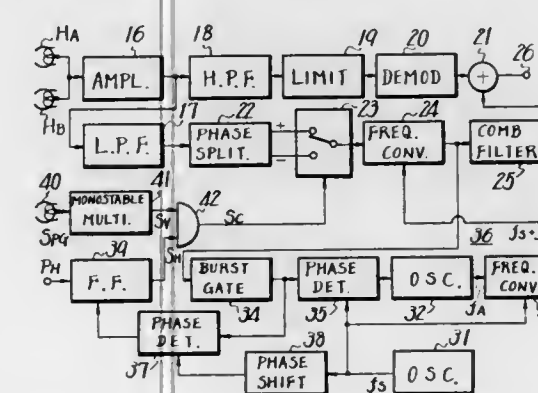 HA 16 18 19 20 21 26
AMPL. H.P.F. LIMIT DEMOD +
HB 17 22 23 24
L.P.F. PHASE SPLIT. + − FREQ. CONV. COMB FILTER
25
40 41 42
MONOSTABLE MULTI. SV SC 36
SPG 39 SH
PH F.F. BURST GATE PHASE DET. OSC. FREQ. CONV
34 35 32 fA
PHASE DET. 38 31
37 PHASE SHIFT fS OSC.